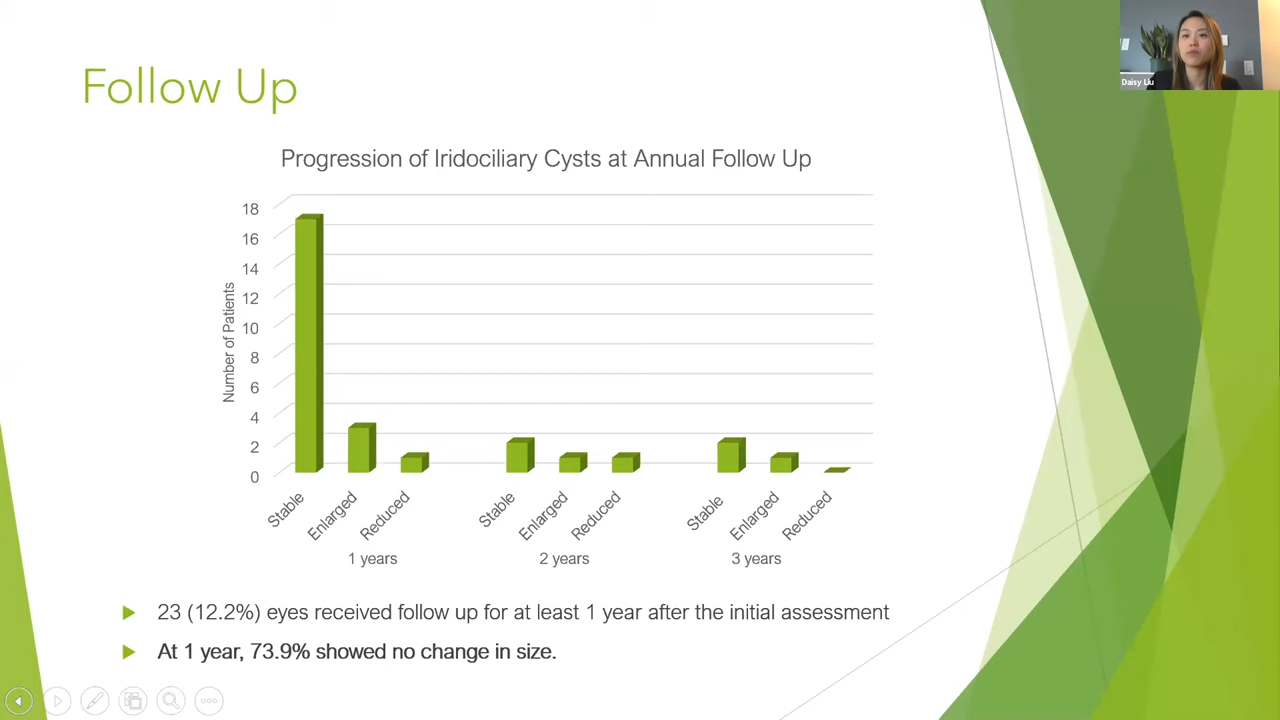 Follow Up
Daisy Liu
Progression of Iridociliary Cysts at Annual Follow Up
Number of Patients
18
16
14
12
10
8
6
4
2
0
Stable
Enlarged
Reduced
Stable
Enlarged
Reduced
Stable
Enlarged
Reduced
1 years
2 years
3 years
23 (12.2%) eyes received follow up for at least 1 year after the initial assessment
At 1 year, 73.9% showed no change in size.